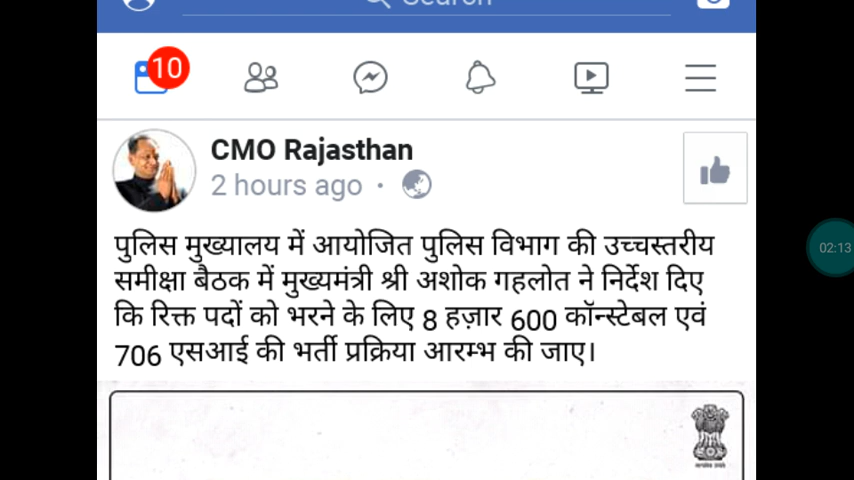 Search
10
CMO Rajasthan
2 hours ago ·
02:13
पुलिस मुख्यालय में आयोजित पुलिस विभाग की उच्चस्तरीय
समीक्षा बैठक में मुख्यमंत्री श्री अशोक गहलोत ने निर्देश दिए
कि रिक्त पदों को भरने के लिए 8 हज़ार 600 कॉन्स्टेबल एवं
706 एसआई की भर्ती प्रक्रिया आरम्भ की जाए।